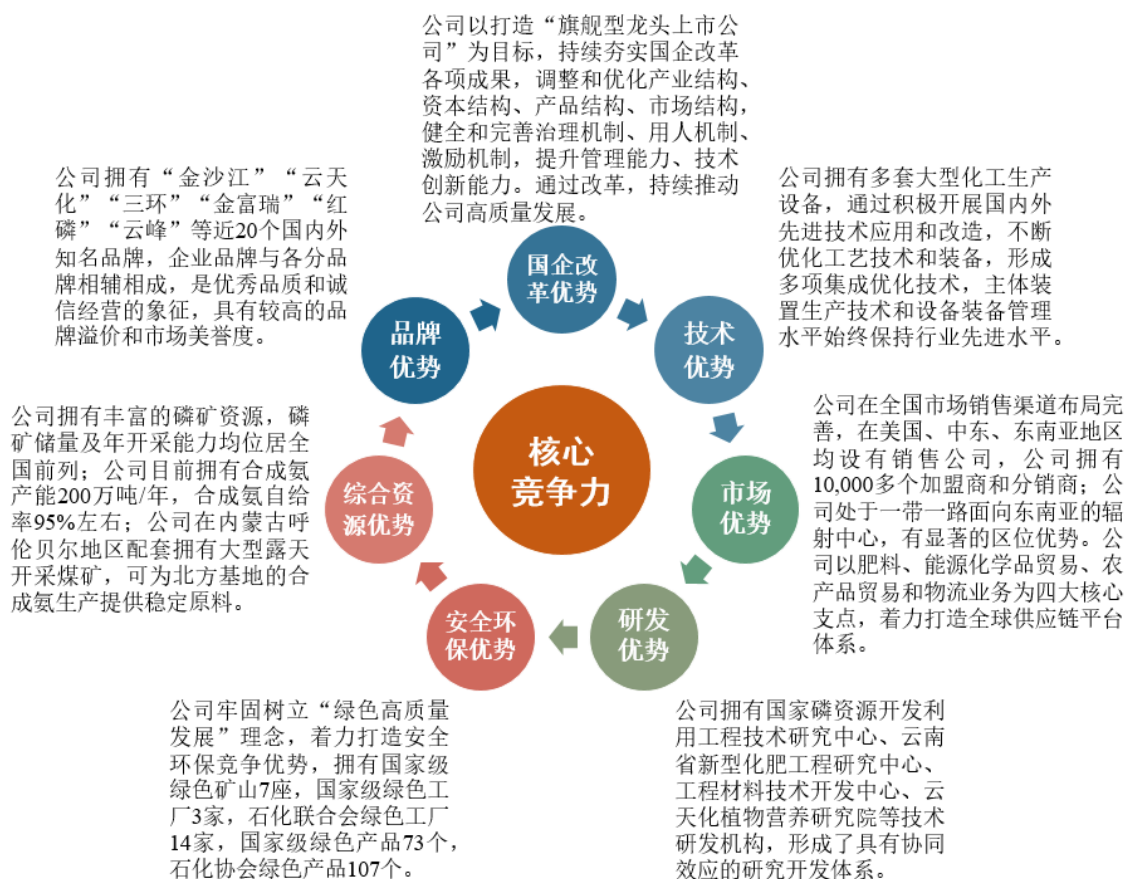 公司以打造“旗舰型龙头上市公
司”为目标，持续夯实国企改革
各项成果，调整和优化产业结构、
资本结构、产品结构、市场结构，
健全和完善治理机制、用人机制、
激励机制，提升管理能力、技术
创新能力。通过改革，持续推动
公司高质量发展。
国企改
革优势
公司拥有多套大型化工生产
设备，通过积极开展国内外
先进技术应用和改造，不断
优化工艺技术和装备，形成
多项集成优化技术，主体装
置生产技术和设备装备管理
水平始终保持行业先进水平。
技术
优势
公司在全国市场销售渠道布局完
善，在美国、中东、东南亚地区
均设有销售公司，公司拥有
10,000多个加盟商和分销商；公
司处于一带一路面向东南亚的辐
射中心，有显著的区位优势。公
司以肥料、能源化学品贸易、农
产品贸易和物流业务为四大核心
支点，着力打造全球供应链平台
体系。
市场
优势
公司拥有国家磷资源开发利
用工程技术研究中心、云南
省新型化肥工程研究中心、
工程材料技术开发中心、云
天化植物营养研究院等技术
研发机构，形成了具有协同
效应的研究开发体系。
研发
优势
公司牢固树立“绿色高质量
发展”理念，着力打造安全
环保竞争优势，拥有国家级
绿色矿山7座，国家级绿色工
厂3家，石化联合会绿色工厂
14家，国家级绿色产品73个，
石化协会绿色产品107个。
安全环
保优势
公司拥有丰富的磷矿资源，磷
矿储量及年开采能力均位居全
国前列；公司目前拥有合成氨
产能200万吨/年，合成氨自给
率95%左右；公司在内蒙古呼
伦贝尔地区配套拥有大型露天
开采煤矿，可为北方基地的合
成氨生产提供稳定原料。
综合资
源优势
公司拥有“金沙江”“云天
化”“三环”“金富瑞”“红
磷”“云峰”等近20个国内外
知名品牌，企业品牌与各分品
牌相辅相成，是优秀品质和诚
信经营的象征，具有较高的品
牌溢价和市场美誉度。
品牌
优势
核心
竞争力